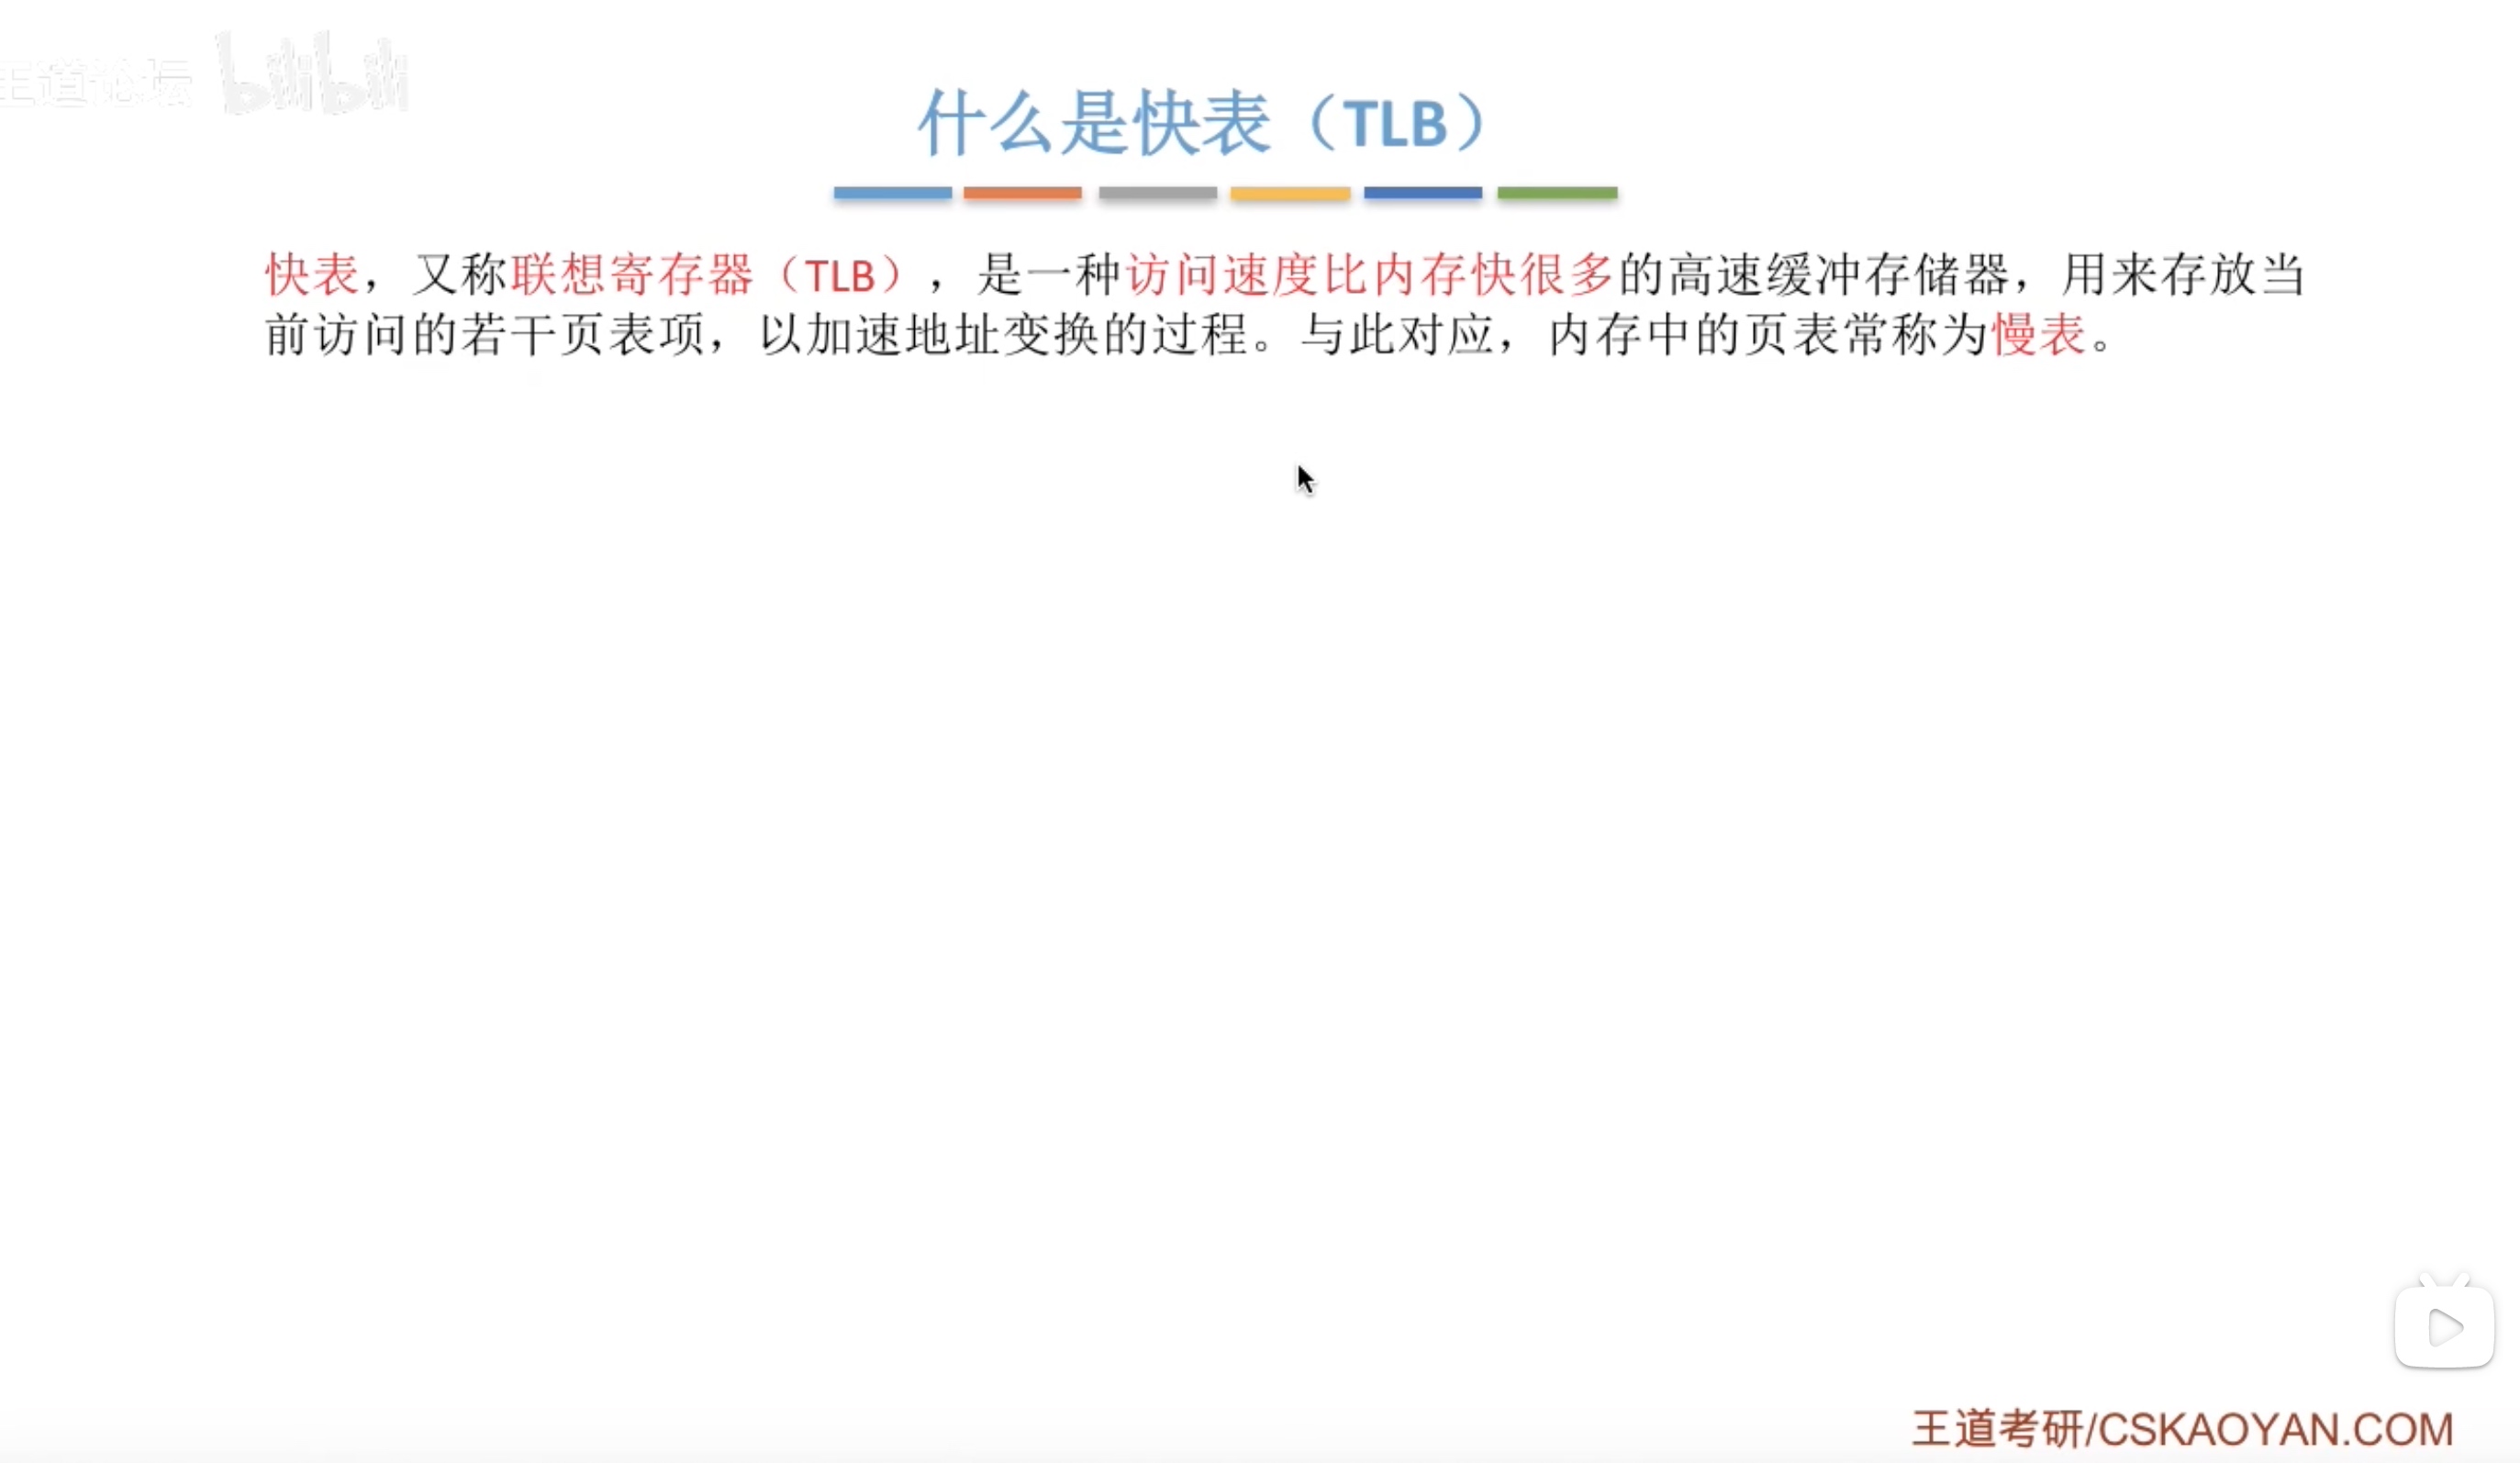 王道论坛 bilibili
什么是快表（TLB）
快表，又称联想寄存器（TLB），是一种访问速度比内存快很多的高速缓冲存储器，用来存放当
前访问的若干页表项，以加速地址变换的过程。与此对应，内存中的页表常称为慢表。
王道考研/CSKAOYAN.COM